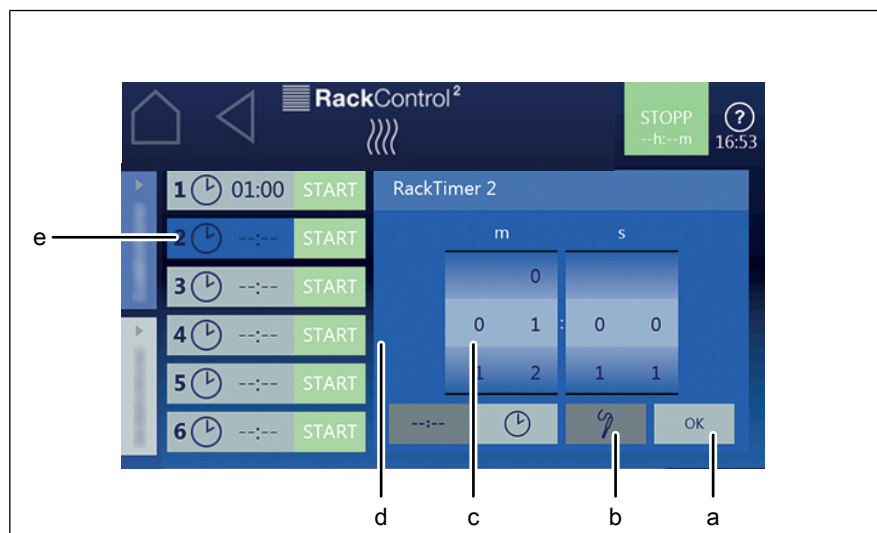 RackControl²
STOPP
--h:--m
?
16:53
1 01:00 START
RackTimer 2
2 --:-- START
3 --:-- START
4 --:-- START
5 --:-- START
6 --:-- START
m s
0
0 1 : 0 0
1 2 1 1
--:-- OK
e
d c b a